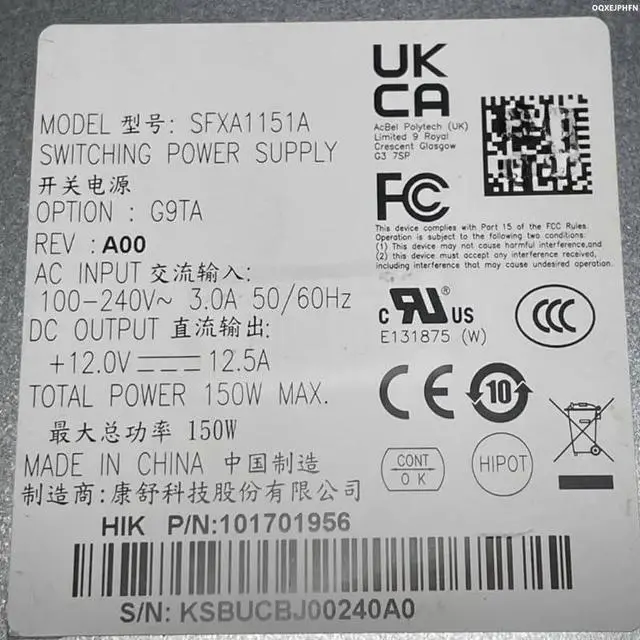 OQXEJPHFN
MODEL 型号: SFXA1151A
SWITCHING POWER SUPPLY
开关电源
OPTION : G9TA
REV : A00
AC INPUT 交流输入:
100-240V~ 3.0A 50/60Hz
DC OUTPUT 直流输出:
+12.0V 12.5A
TOTAL POWER 150W MAX.
最大总功率 150W
MADE IN CHINA 中国制造
制造商:康舒科技股份有限公司
UK
CA
AcBel Polytech (UK)
Limited 9 Royal
Crescent Glasgow
G3 7SP
FC
This device complies with Part 15 of the FCC Rules.
Operation is subject to the following two conditions:
(1) This device may not cause harmful interference,and
(2) this device must accept any interference received,
including interference that may cause undesired operation.
c RU ® US
E131875 (W)
CCC
CE
10
CONT
OK
HIPOT
HIK P/N:101701956
S/N: KSBUCBJ00240A0